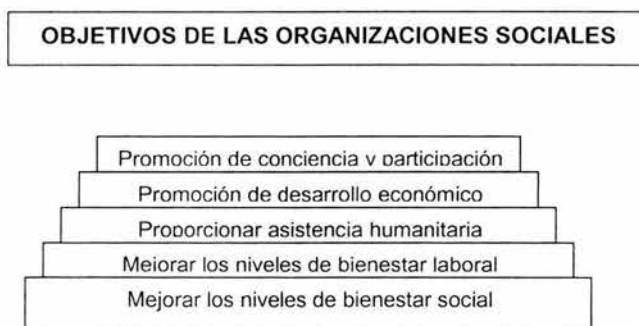 OBJETIVOS DE LAS ORGANIZACIONES SOCIALES
Promoción de conciencia y participación
Promoción de desarrollo económico
Proporcionar asistencia humanitaria
Mejorar los niveles de bienestar laboral
Mejorar los niveles de bienestar social